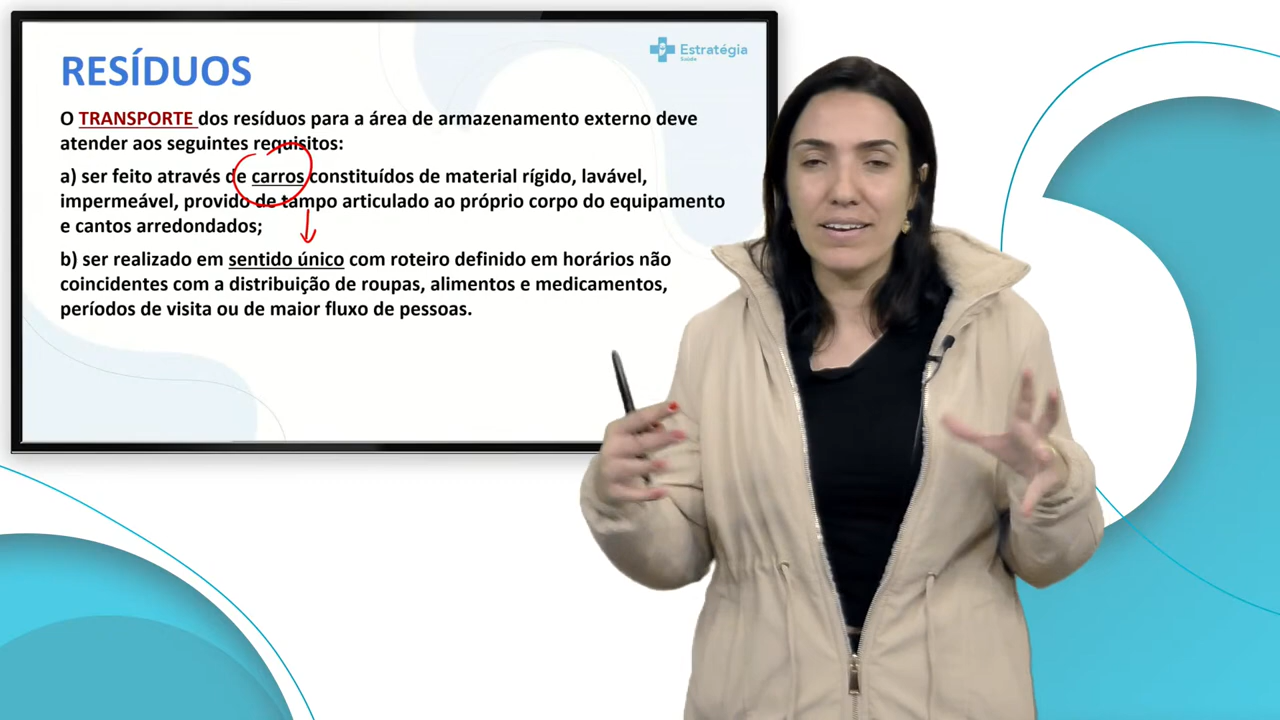 RESÍDUOS
Estratégia
Saúde
O TRANSPORTE dos resíduos para a área de armazenamento externo deve
atender aos seguintes requisitos:
a) ser feito através de carros constituídos de material rígido, lavável,
impermeável, provido de tampo articulado ao próprio corpo do equipamento
e cantos arredondados;
b) ser realizado em sentido único com roteiro definido em horários não
coincidentes com a distribuição de roupas, alimentos e medicamentos,
períodos de visita ou de maior fluxo de pessoas.